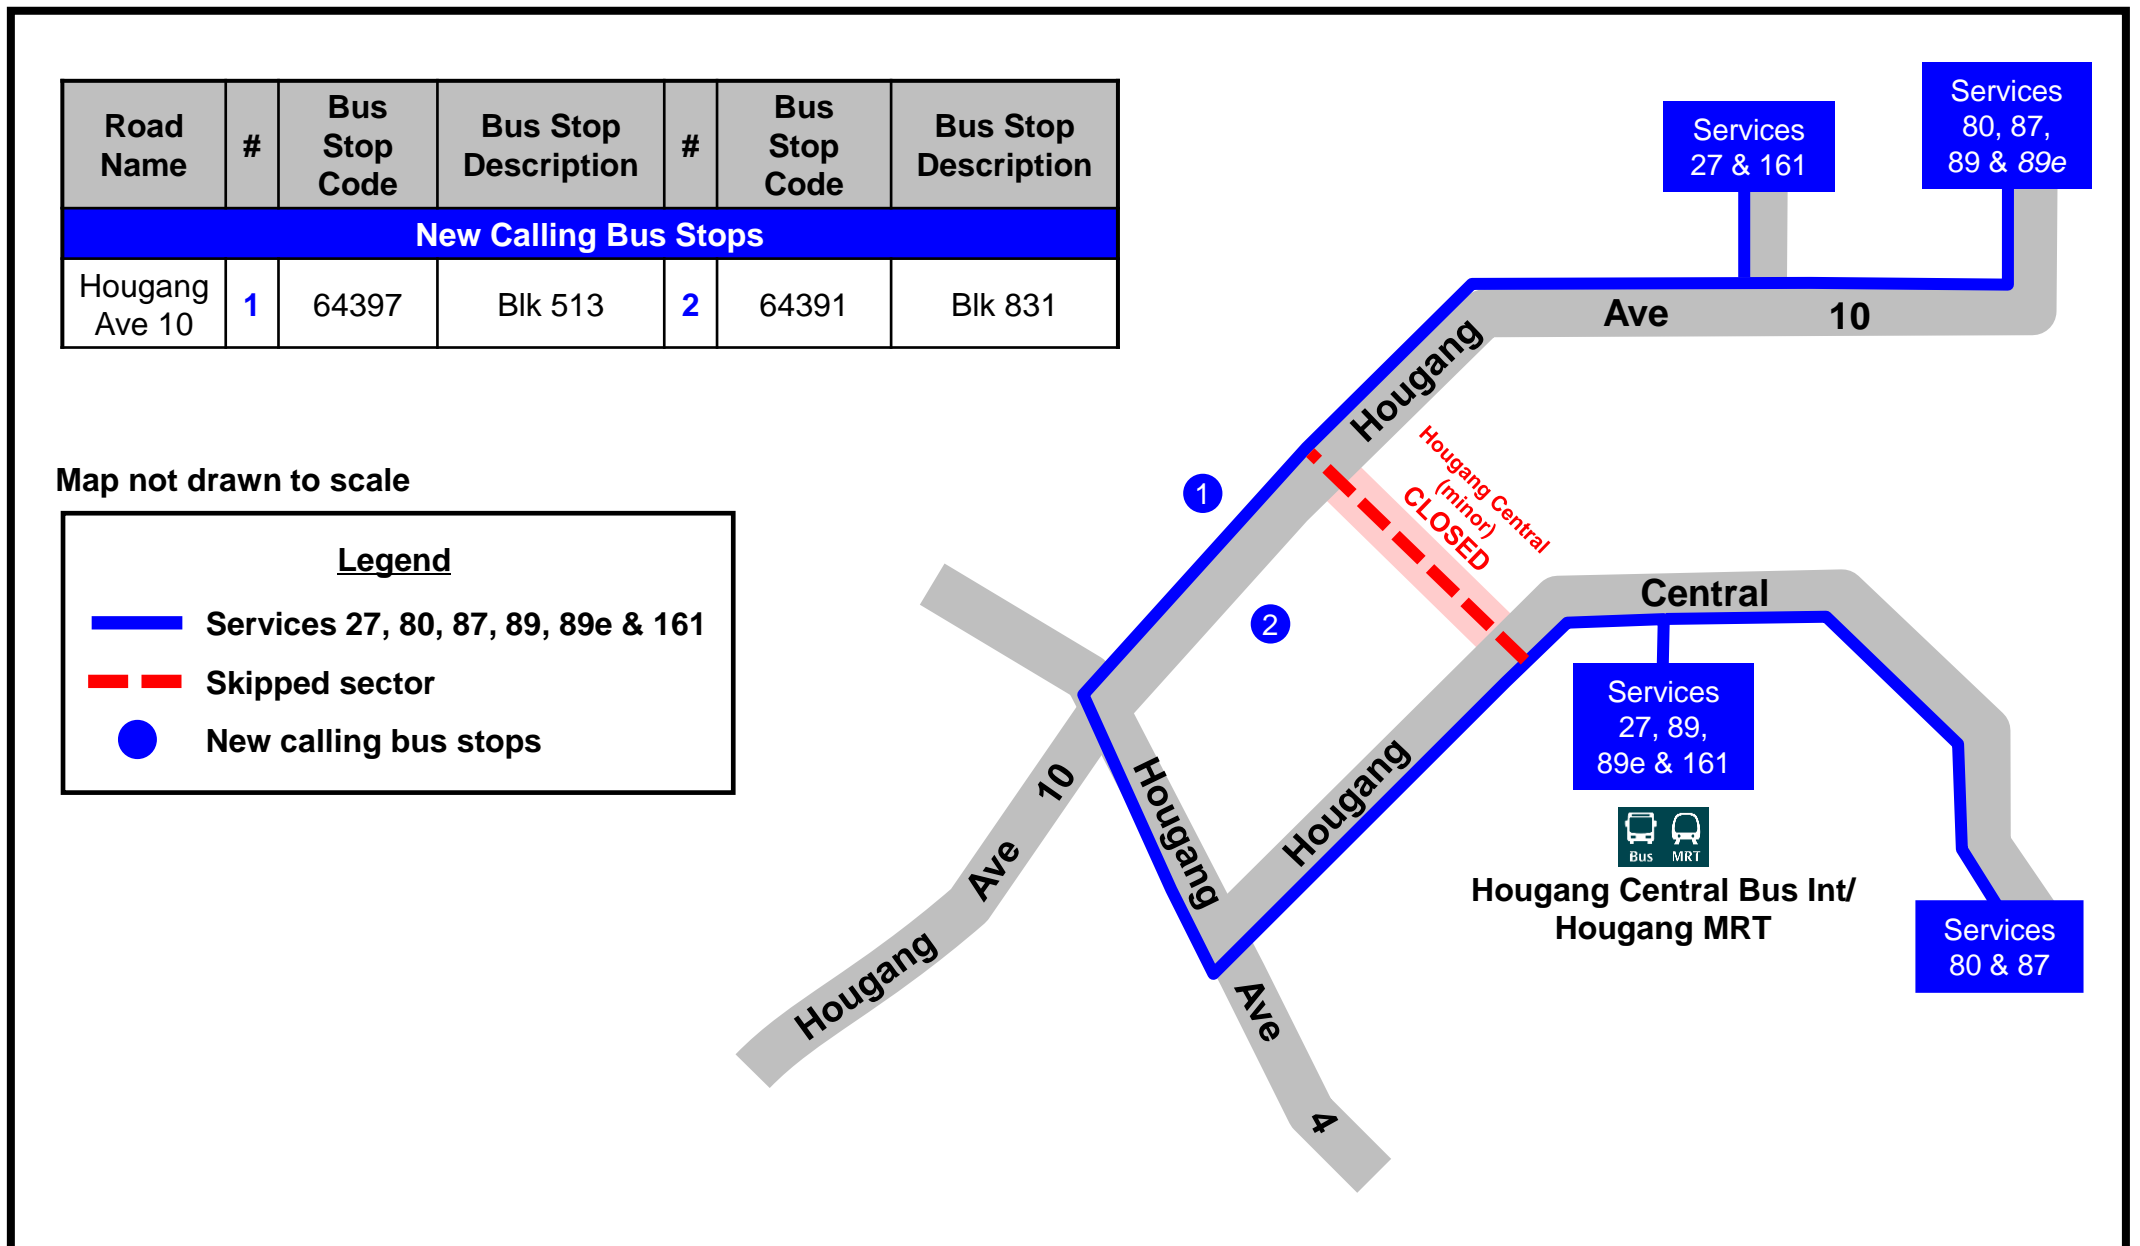 Road Name
#
Bus Stop Code
Bus Stop Description
#
Bus Stop Code
Bus Stop Description
New Calling Bus Stops
Hougang Ave 10
1
64397
Blk 513
2
64391
Blk 831
Map not drawn to scale
Legend
Services 27, 80, 87, 89, 89e & 161
Skipped sector
New calling bus stops
Services
27 & 161
Services
80, 87,
89 & 89e
Hougang Ave 10
Hougang Central
(minor)
CLOSED
1
2
Hougang Central
Services
27, 89,
89e & 161
Bus MRT
Hougang Central Bus Int/
Hougang MRT
Services
80 & 87
Hougang Ave 10
Hougang Ave 4